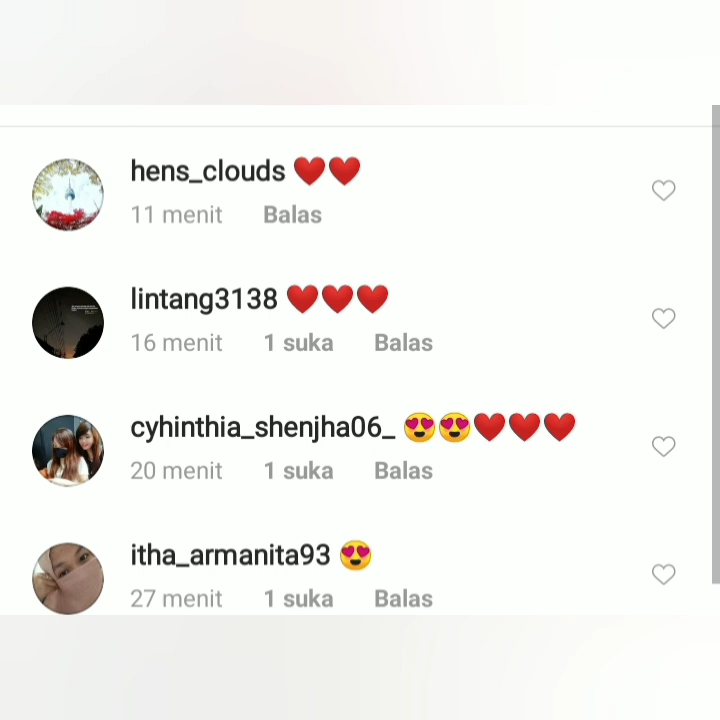 hens_clouds ❤️❤️
11 menit Balas
lintang3138 ❤️❤️❤️
16 menit 1 suka Balas
cyhinthia_shenjha06_ 😍😍❤️❤️❤️
20 menit 1 suka Balas
itha_armanita93 😍
27 menit 1 suka Balas